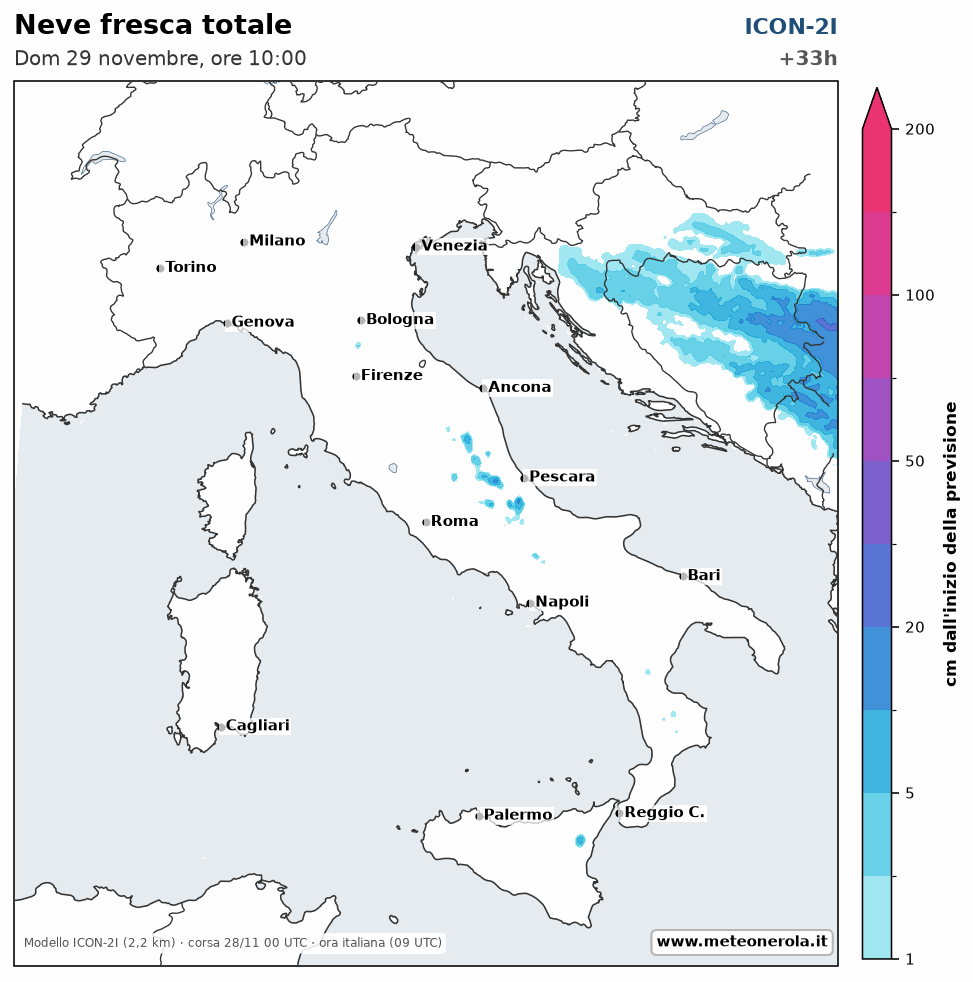 Neve fresca totale
ICON-2I
Dom 29 novembre, ore 10:00
+33h
200
Milano
Venezia
Torino
100
Genova
Bologna
Firenze
Ancona
50
Pescara
Roma
Bari
Napoli
20
cm dall'inizio della previsione
Cagliari
5
Palermo
Reggio C.
Modello ICON-2I (2,2 km) · corsa 28/11 00 UTC · ora italiana (09 UTC)
www.meteonerola.it
1